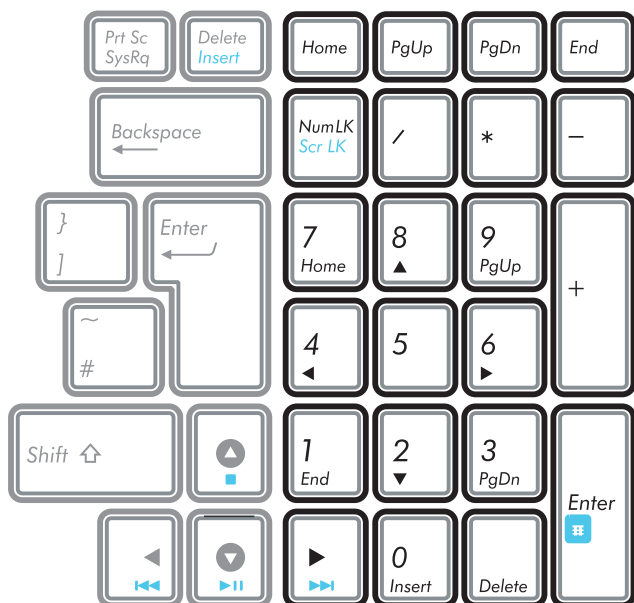 Prt Sc
SysRq
Delete
Insert
Home
PgUp
PgDn
End
Backspace
NumLK
Scr LK
/
*
−
}
]
Enter
7
Home
8
9
PgUp
+
~
#
4
5
6
Shift
1
End
2
3
PgDn
Enter
0
Insert
Delete